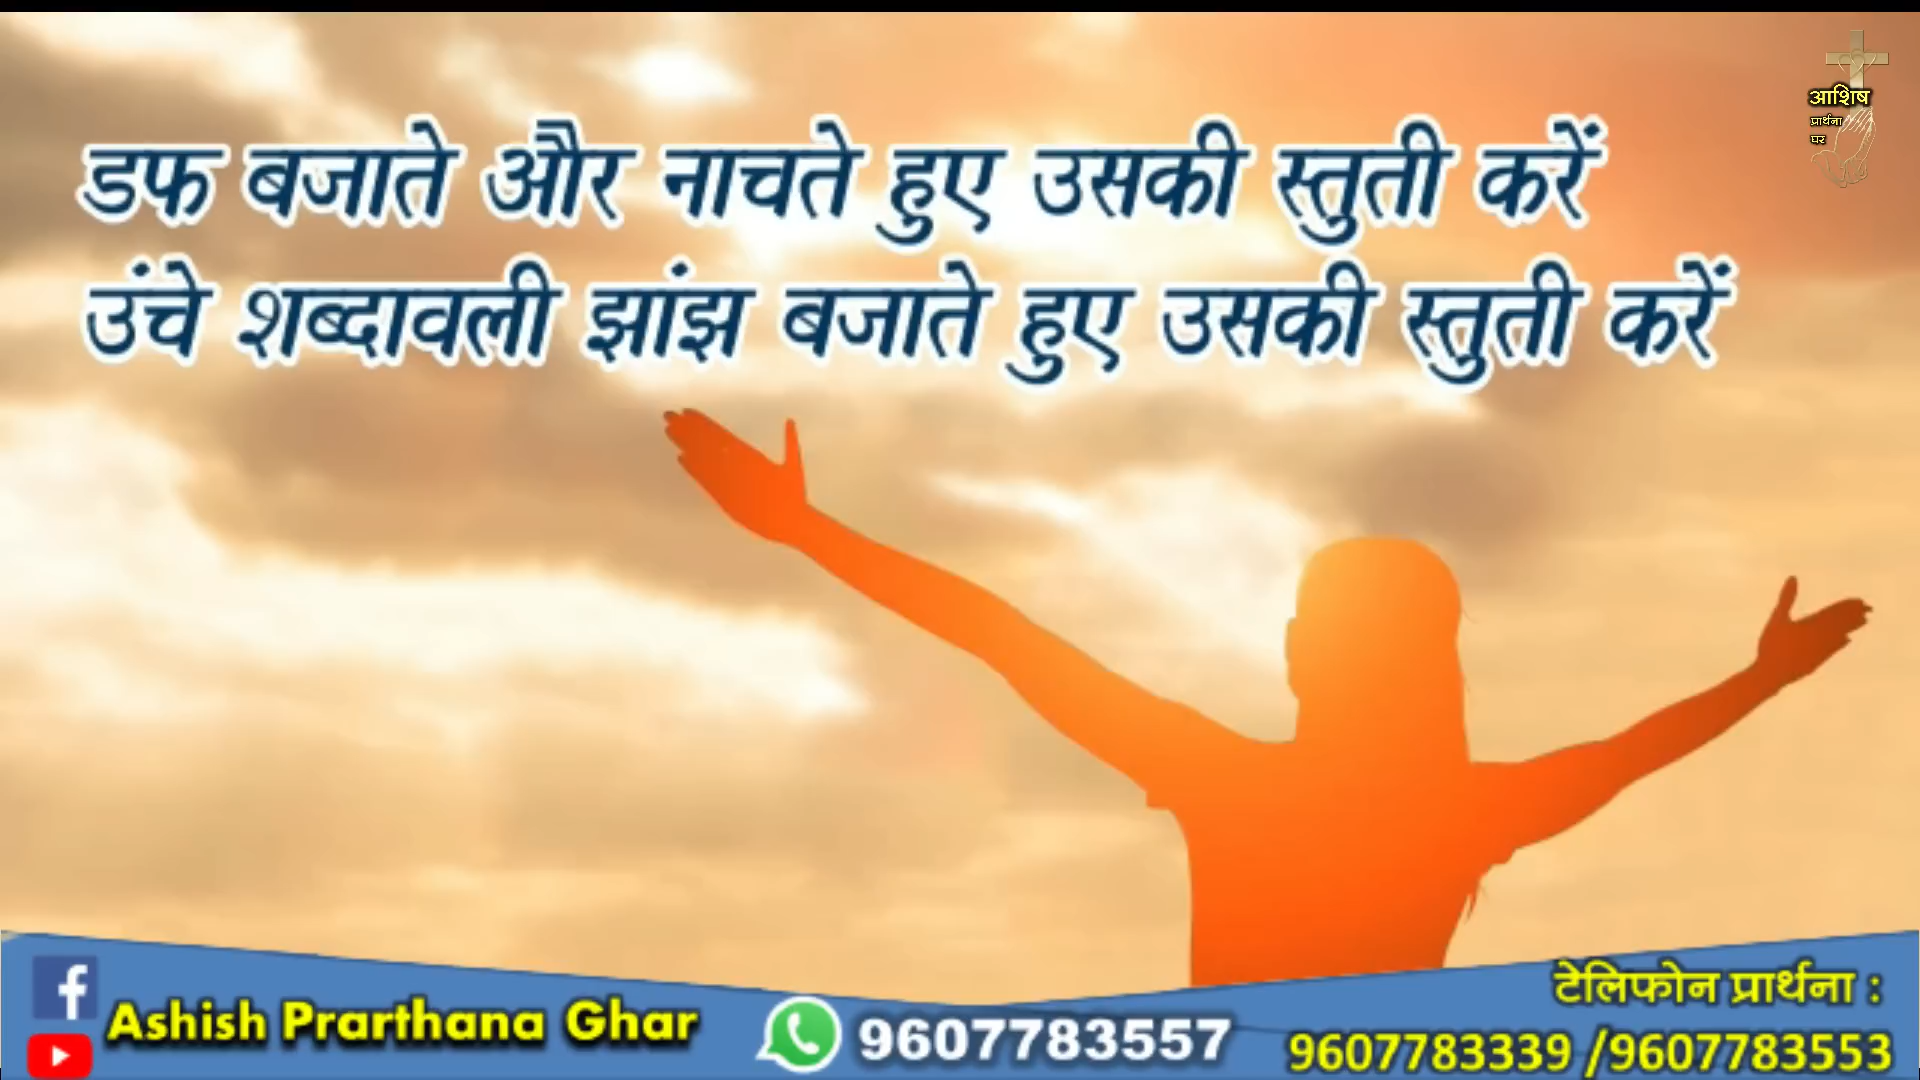 डफ बजाते और नाचते हुए उसकी स्तुती करें
उंचे शब्दावली झांझ बजाते हुए उसकी स्तुती करें
आशिष
प्रार्थना
घर
Ashish Prarthana Ghar
9607783557
टेलिफोन प्रार्थना :
9607783339 /9607783553